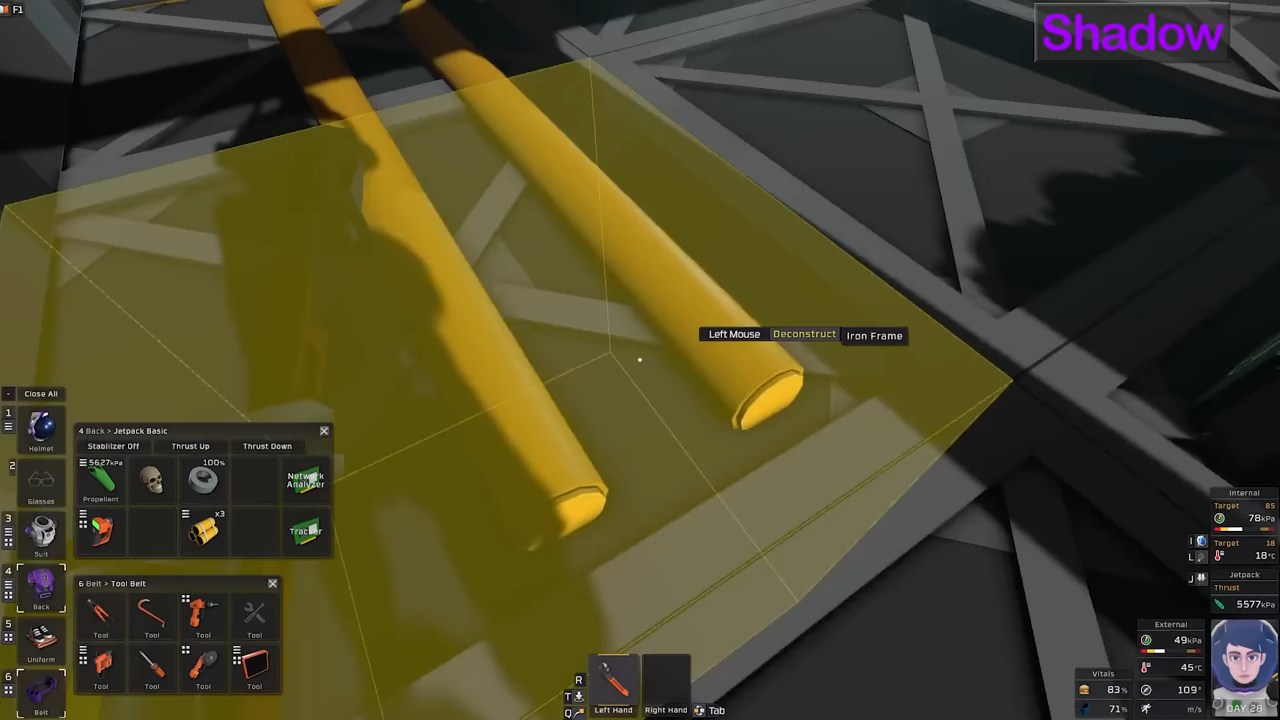 F1
Shadow
Left Mouse Deconstruct Iron Frame
- Close All
1
Helmet
2
Glasses
3
Suit
4
Back
5
Uniform
6
Belt
4 Back > Jetpack Basic
Stabilizer Off Thrust Up Thrust Down
5627kPa 100%
Propellant
Network Analyzer
x3
Tracker
6 Belt > Tool Belt
Tool Tool Tool Tool
Tool Tool Tool Tool
R
T
Q
Left Hand Right Hand Tab
Internal
Target 85
78kPa
Target 18
18°C
I
L
J
Jetpack
Thrust
5577kPa
External
49kPa
45°C
109°
m/s
Vitals
83%
71%
DAY 28